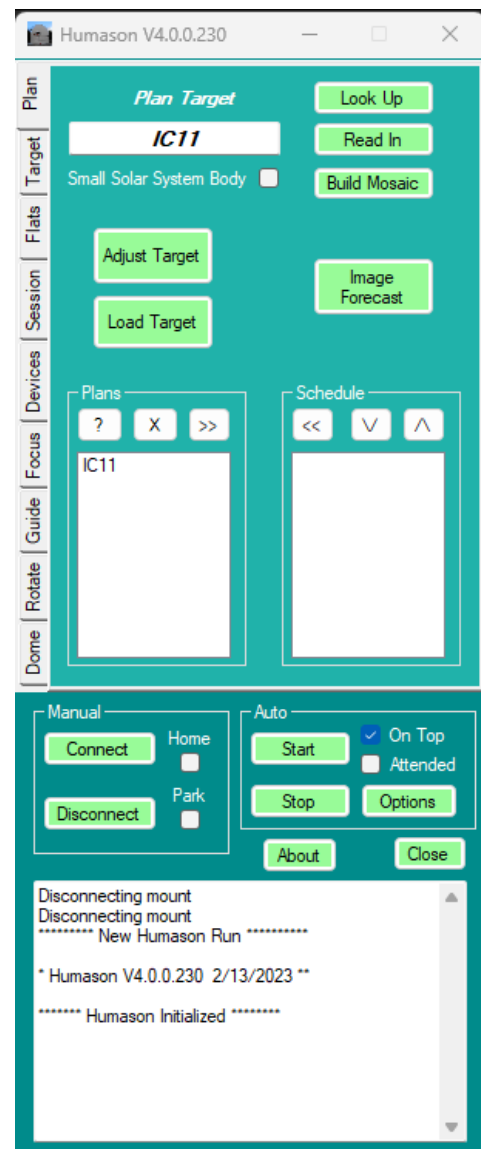 Humason V4.0.0.230
Plan
Target
Flats
Session
Devices
Focus
Guide
Rotate
Dome
Plan Target
Look Up
IC11
Read In
Small Solar System Body
Build Mosaic
Adjust Target
Load Target
Image
Forecast
Plans
? X >>
IC11
Schedule
<< \/ /\
Manual
Connect
Home
Disconnect
Park
Auto
Start
On Top
Attended
Stop
Options
About
Close
Disconnecting mount
Disconnecting mount
********* New Humason Run **********
* Humason V4.0.0.230 2/13/2023 **
******* Humason Initialized ********